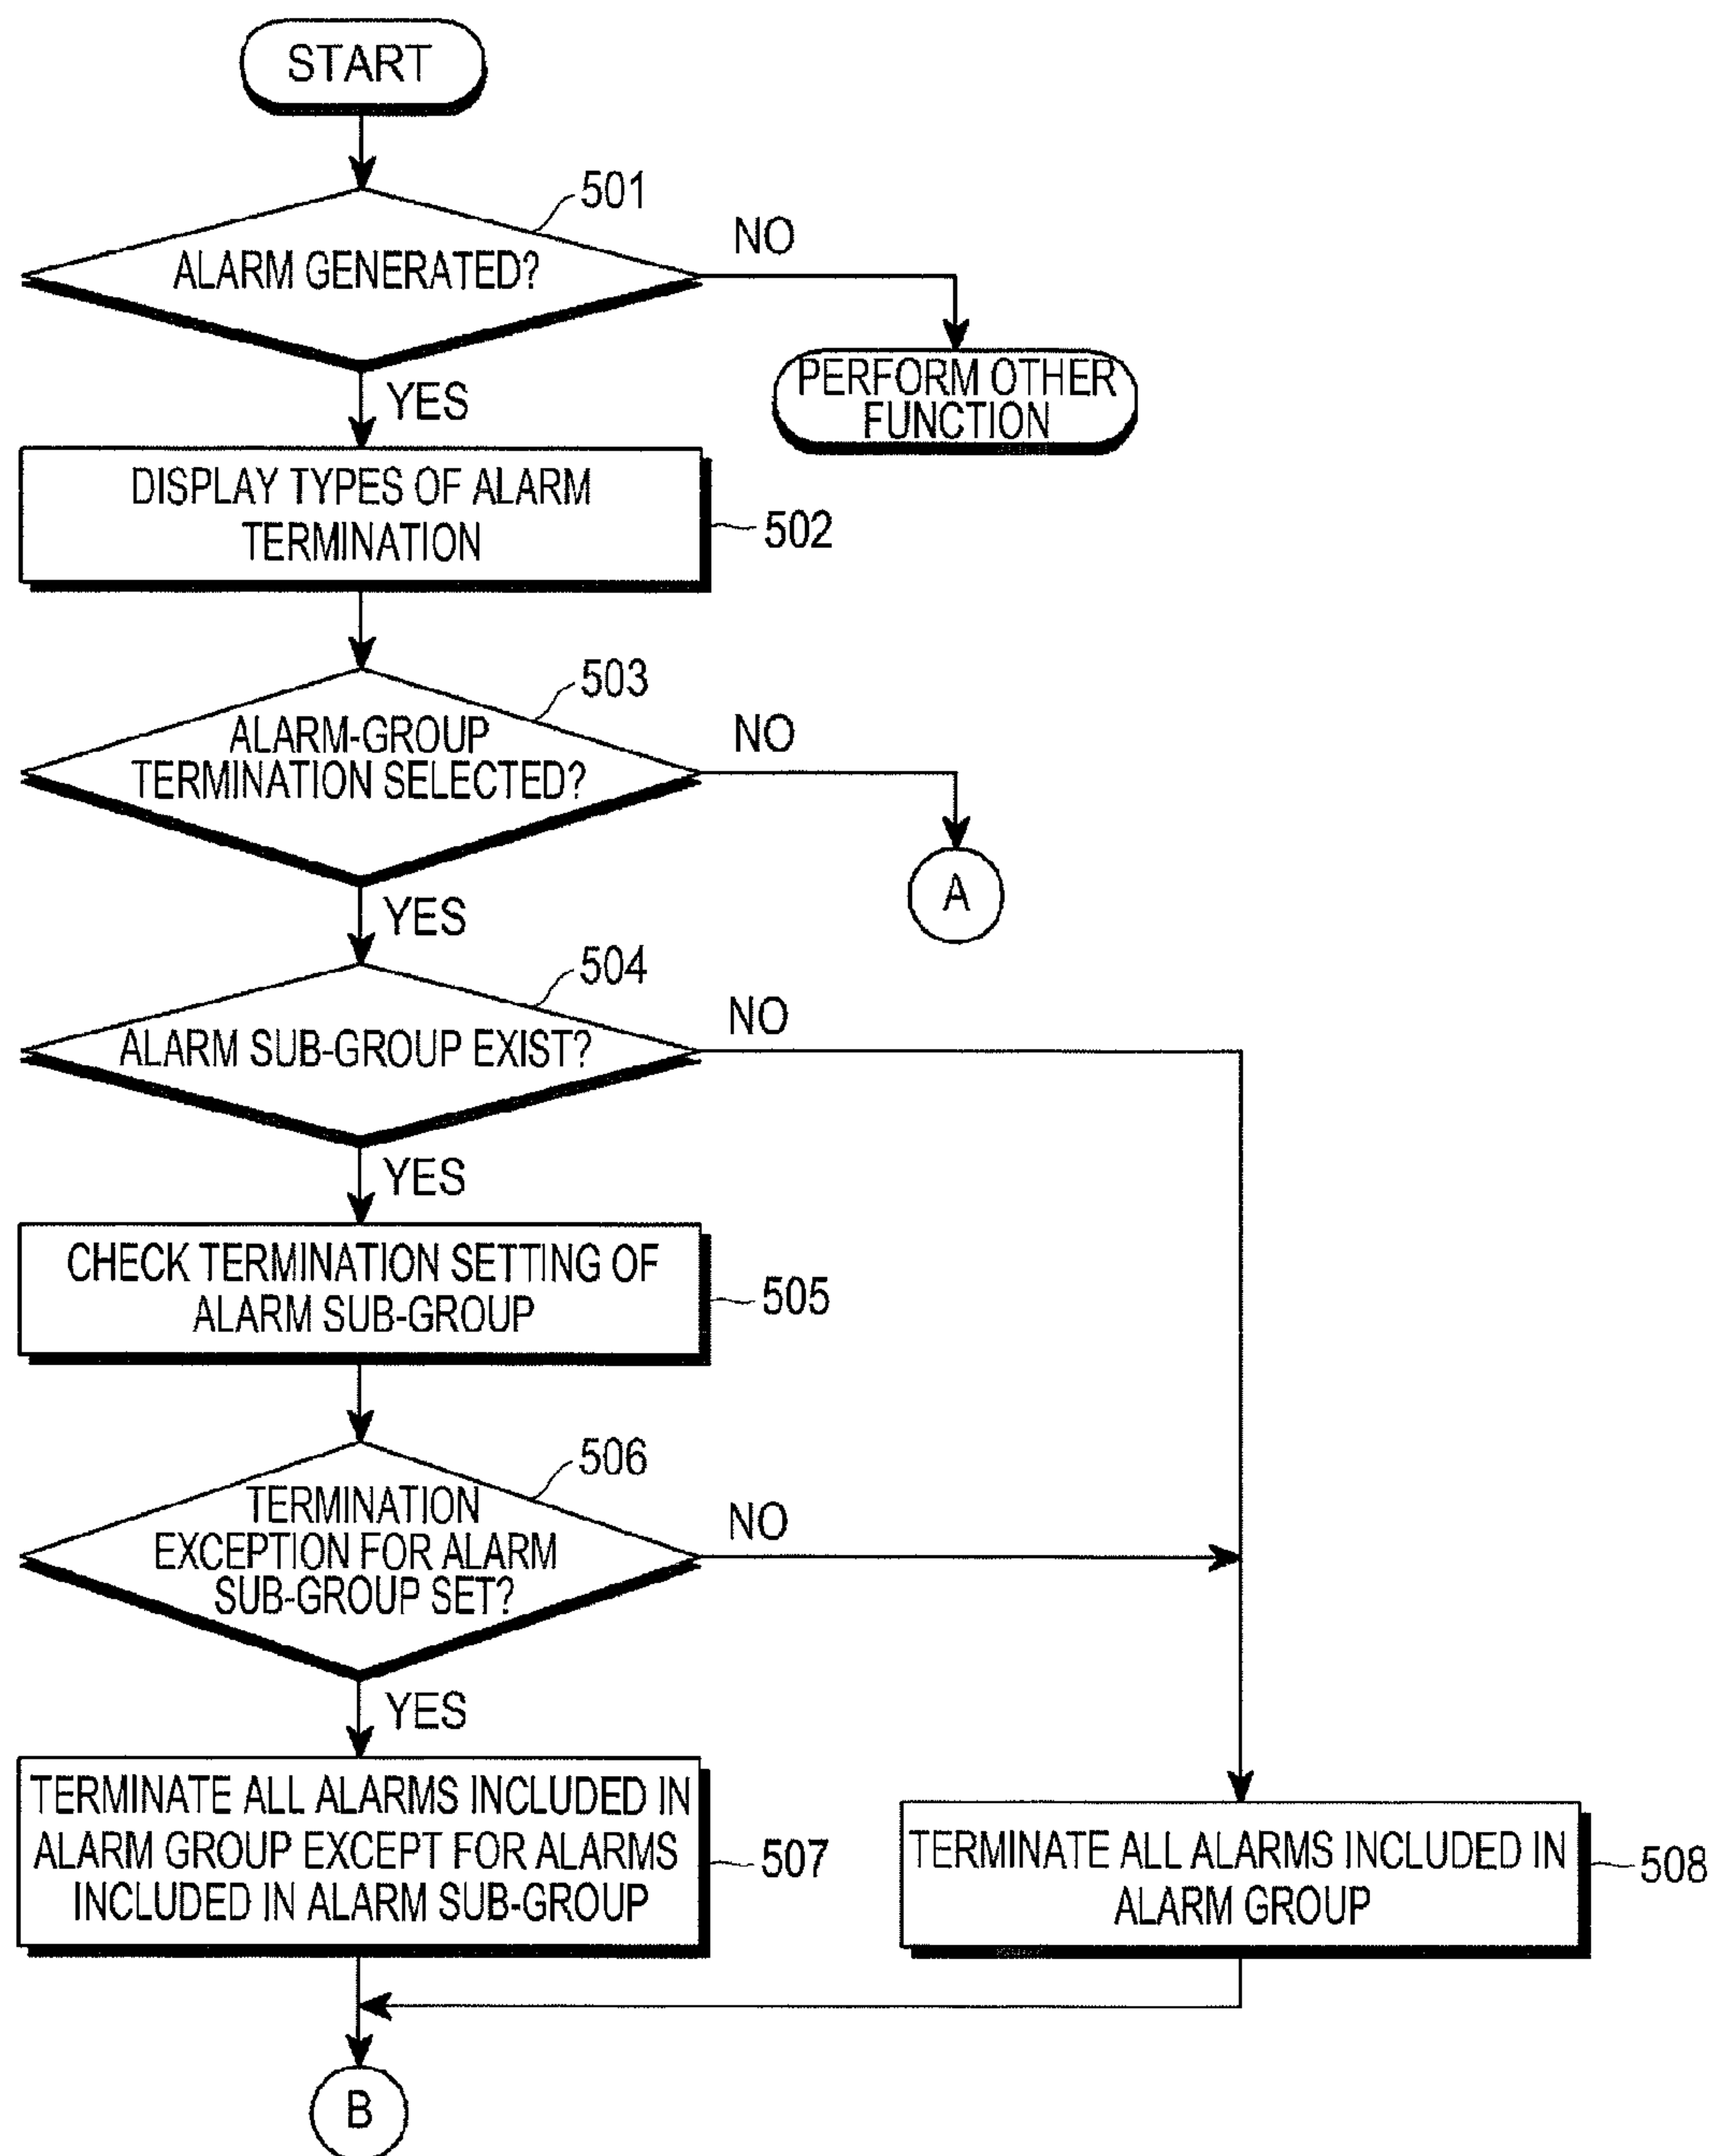 START
501
ALARM GENERATED?
NO
PERFORM OTHER
FUNCTION
YES
DISPLAY TYPES OF ALARM
TERMINATION
502
503
ALARM-GROUP
TERMINATION SELECTED?
NO
A
YES
504
ALARM SUB-GROUP EXIST?
NO
YES
CHECK TERMINATION SETTING OF
ALARM SUB-GROUP
505
506
TERMINATION
EXCEPTION FOR ALARM
SUB-GROUP SET?
NO
YES
TERMINATE ALL ALARMS INCLUDED IN
ALARM GROUP EXCEPT FOR ALARMS
INCLUDED IN ALARM SUB-GROUP
507
TERMINATE ALL ALARMS INCLUDED IN
ALARM GROUP
508
B